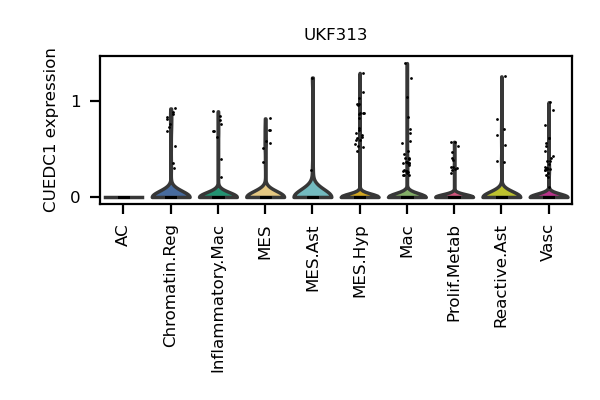 UKF313
CUEDC1 expression
1
0
AC
Chromatin.Reg
Inflammatory.Mac
MES
MES.Ast
MES.Hyp
Mac
Prolif.Metab
Reactive.Ast
Vasc